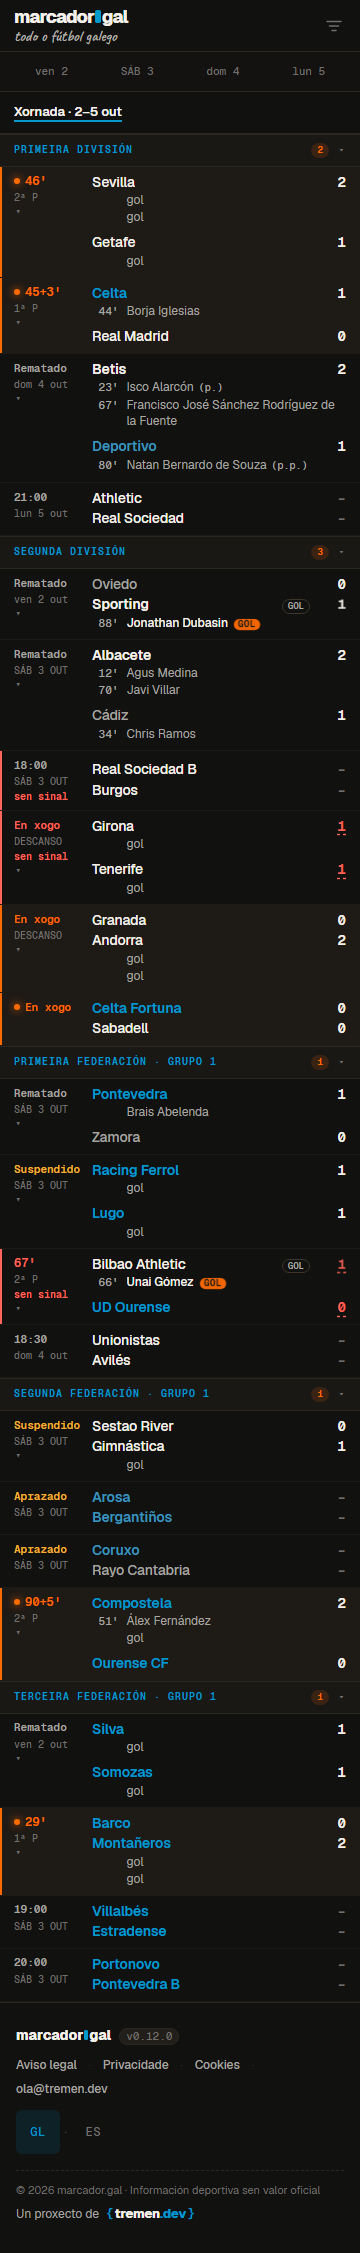 marcador gal
todo o fútbol galego
ven 2 SÁB 3 dom 4 lun 5
Xornada · 2–5 out
PRIMEIRA DIVISIÓN 2
46' Sevilla 2
2ª P gol
gol
Getafe 1
gol
45+3' Celta 1
1ª P 44' Borja Iglesias
Real Madrid 0
Rematado Betis 2
dom 4 out 23' Isco Alarcón (p.)
67' Francisco José Sánchez Rodríguez de
la Fuente
Deportivo 1
80' Natan Bernardo de Souza (p.p.)
21:00 Athletic –
lun 5 out Real Sociedad –
SEGUNDA DIVISIÓN 3
Rematado Oviedo 0
ven 2 out Sporting GOL 1
88' Jonathan Dubasin GOL
Rematado Albacete 2
SÁB 3 OUT 12' Agus Medina
70' Javi Villar
Cádiz 1
34' Chris Ramos
18:00 Real Sociedad B –
SÁB 3 OUT Burgos –
sen sinal
En xogo Girona 1
DESCANSO gol
sen sinal Tenerife 1
gol
En xogo Granada 0
DESCANSO Andorra 2
gol
gol
En xogo Celta Fortuna 0
Sabadell 0
PRIMEIRA FEDERACIÓN · GRUPO 1 1
Rematado Pontevedra 1
SÁB 3 OUT Brais Abelenda
Zamora 0
Suspendido Racing Ferrol 1
SÁB 3 OUT gol
Lugo 1
gol
67' Bilbao Athletic GOL 1
2ª P 66' Unai Gómez GOL
sen sinal UD Ourense 0
18:30 Unionistas –
dom 4 out Avilés –
SEGUNDA FEDERACIÓN · GRUPO 1 1
Suspendido Sestao River 0
SÁB 3 OUT Gimnástica 1
gol
Aprazado Arosa –
SÁB 3 OUT Bergantiños –
Aprazado Coruxo –
SÁB 3 OUT Rayo Cantabria –
90+5' Compostela 2
2ª P 51' Álex Fernández
gol
Ourense CF 0
TERCEIRA FEDERACIÓN · GRUPO 1 1
Rematado Silva 1
ven 2 out gol
Somozas 1
gol
29' Barco 0
1ª P Montañeros 2
gol
gol
19:00 Villalbés –
SÁB 3 OUT Estradense –
20:00 Portonovo –
SÁB 3 OUT Pontevedra B –
marcador gal v0.12.0
Aviso legal · Privacidade · Cookies ·
ola@tremen.dev
GL · ES
© 2026 marcador.gal · Información deportiva sen valor oficial
Un proxecto de {tremen.dev}